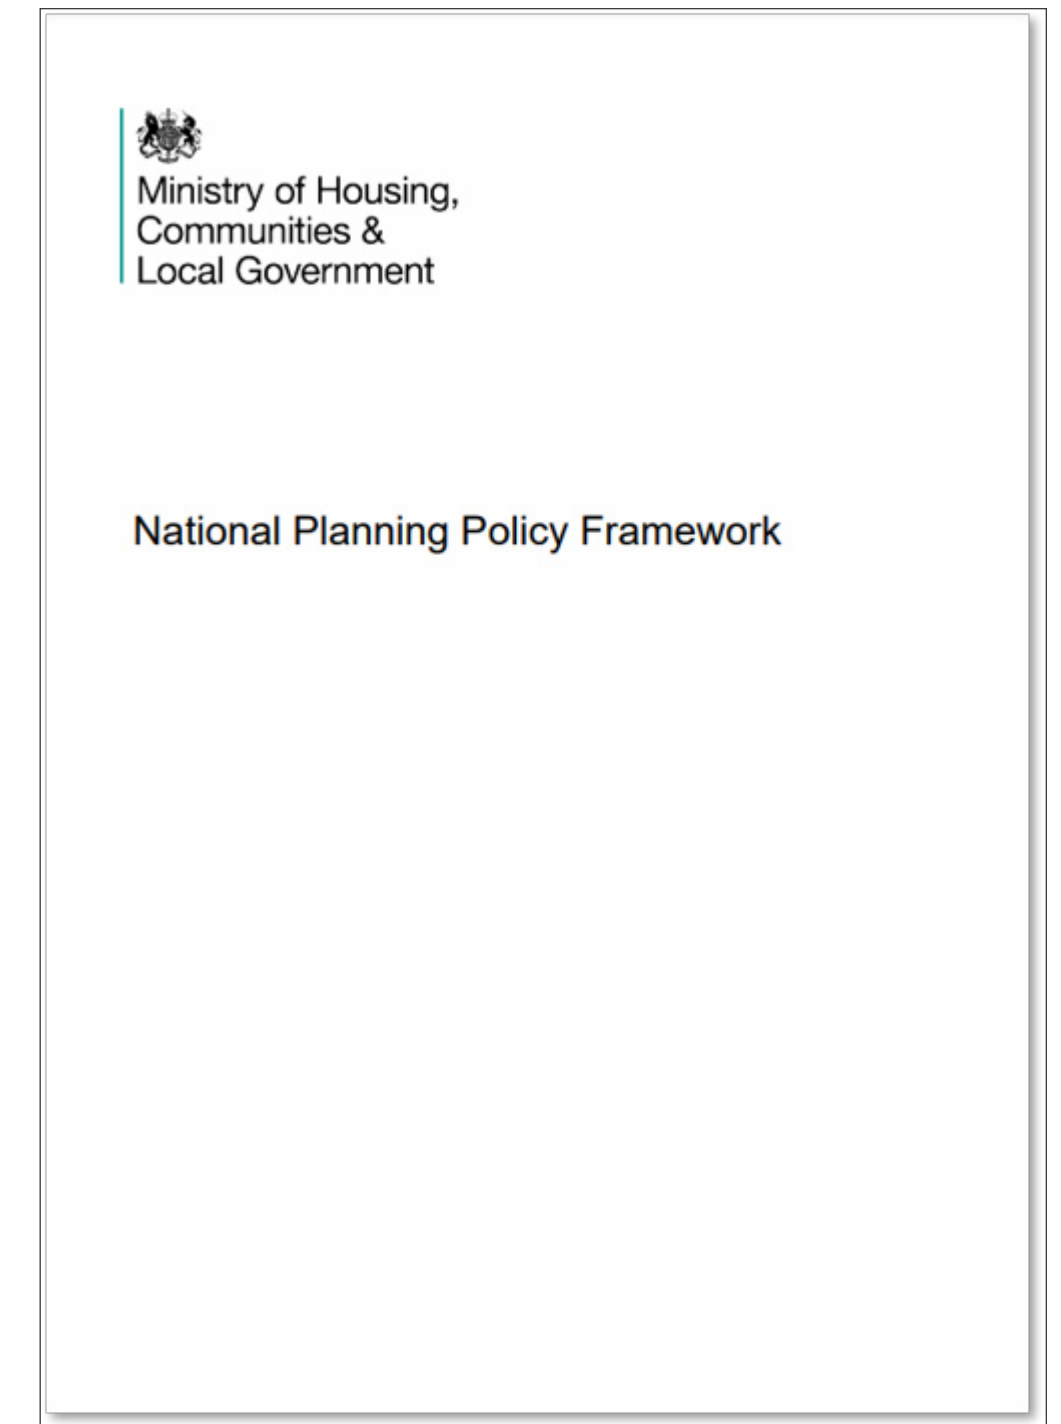 Ministry of Housing,
Communities &
Local Government
National Planning Policy Framework